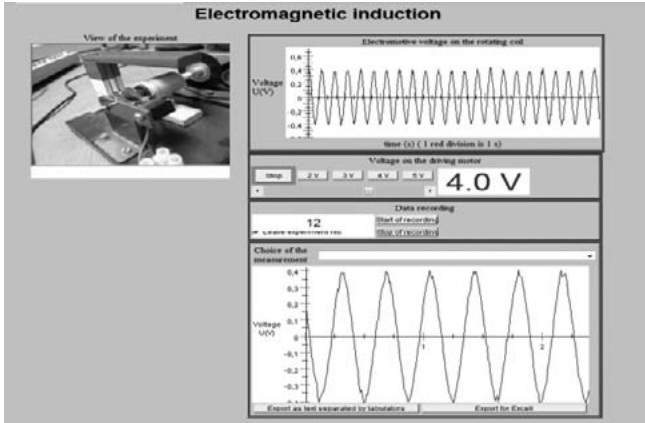 Electromagnetic induction
View of the experiment
Electromotive voltage on the rotating coil
Voltage
U(V)
0,6
0,4
0,2
0
-0,2
-0,4
time (s) ( 1 red division is 1 s)
Voltage on the driving motor
Stop 2 V 3 V 4 V 5 V
4.0 V
Data recording
12
Start of recording
Leave experiment
Stop of recording
Choice of the
measurement
Voltage
U(V)
0,4
0,3
0,2
0,1
0
-0,1
-0,2
-0,3
1 2
Export as text separated by tabulators
Export for Excell